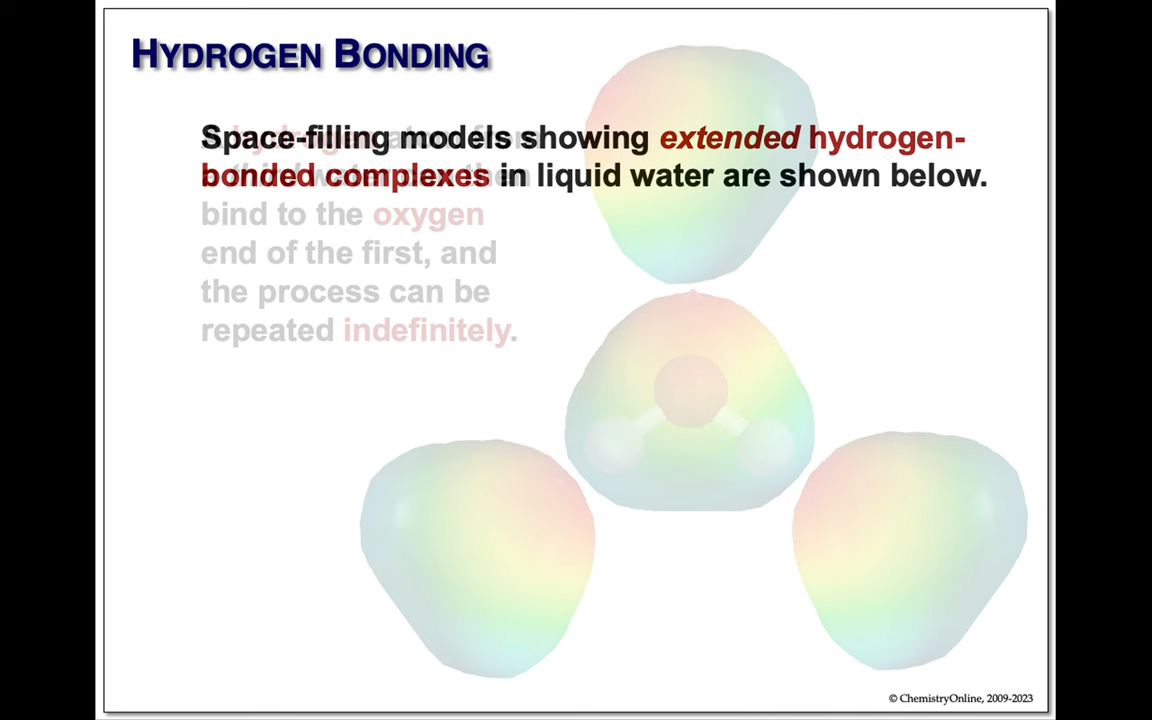 HYDROGEN BONDING
Space-filling models showing extended hydrogen-
bonded complexes in liquid water are shown below.
bind to the oxygen
end of the first, and
the process can be
repeated indefinitely.
© ChemistryOnline, 2009-2023